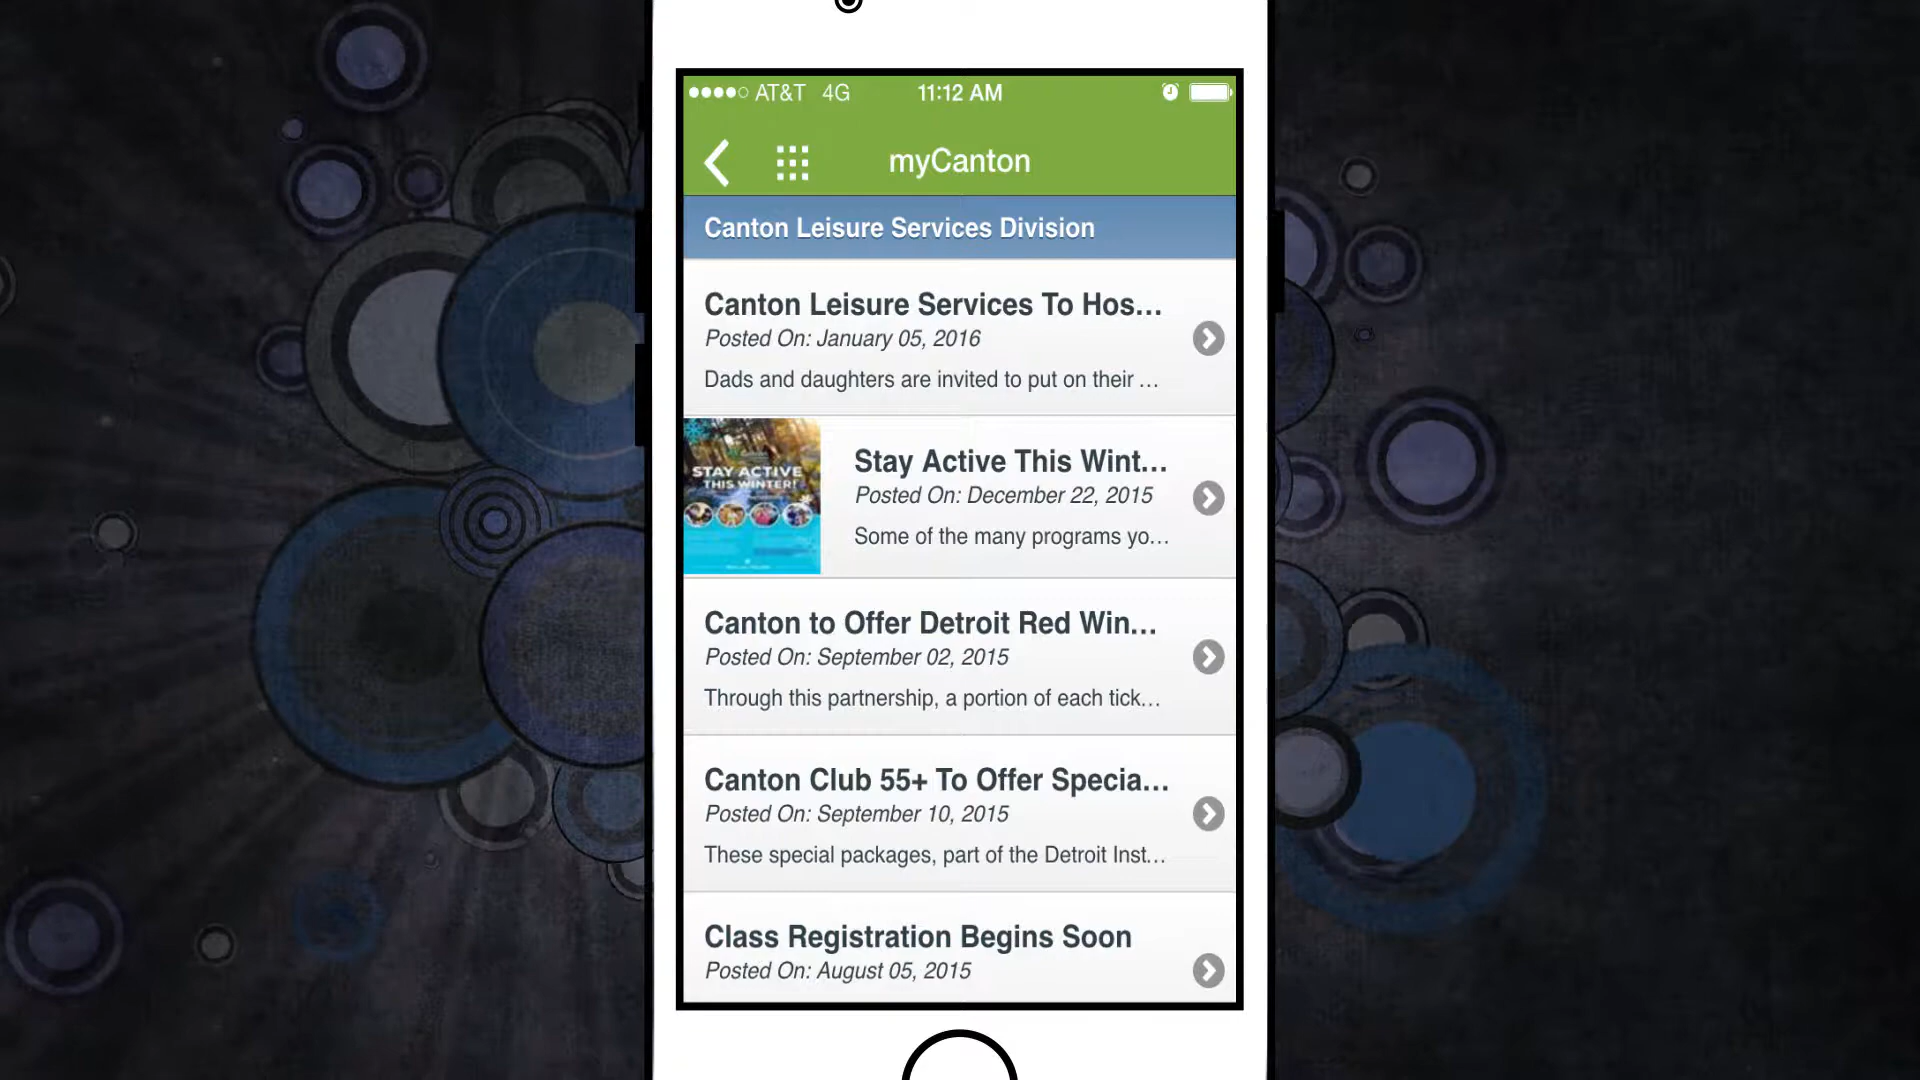 AT&T 4G 11:12 AM
myCanton
Canton Leisure Services Division
Canton Leisure Services To Hos...
Posted On: January 05, 2016
Dads and daughters are invited to put on their ...
STAY ACTIVE
THIS WINTER!
Stay Active This Wint...
Posted On: December 22, 2015
Some of the many programs yo...
Canton to Offer Detroit Red Win...
Posted On: September 02, 2015
Through this partnership, a portion of each tick...
Canton Club 55+ To Offer Specia...
Posted On: September 10, 2015
These special packages, part of the Detroit Inst...
Class Registration Begins Soon
Posted On: August 05, 2015